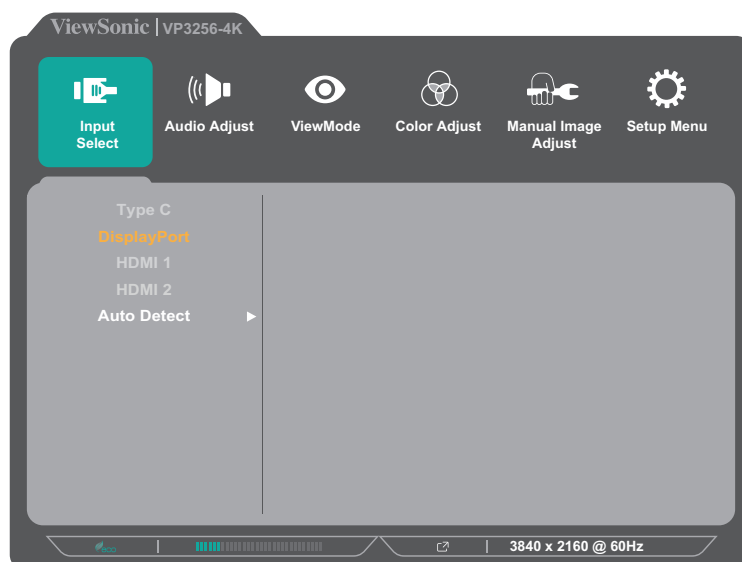 ViewSonic | VP3256-4K
Input
Select
Audio Adjust
ViewMode
Color Adjust
Manual Image
Adjust
Setup Menu
Type C
DisplayPort
HDMI 1
HDMI 2
Auto Detect
eco
3840 x 2160 @ 60Hz